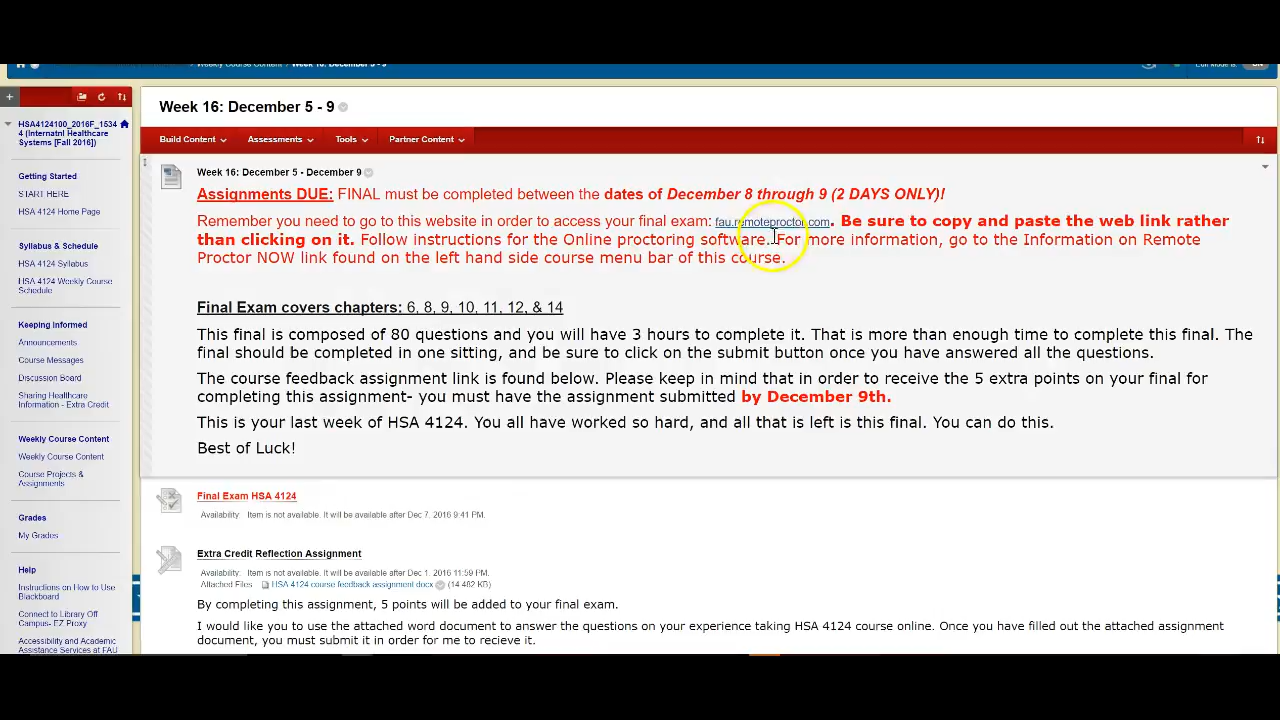 Weekly Course Content > Week 16: December 5 - 9
HSA4124100_2016F_1534
4 (Internatnl Healthcare
Systems [Fall 2016])
Getting Started
START HERE
HSA 4124 Home Page
Syllabus & Schedule
HSA 4124 Syllabus
HSA 4124 Weekly Course
Schedule
Keeping Informed
Announcements
Course Messages
Discussion Board
Sharing Healthcare
Information - Extra Credit
Weekly Course Content
Weekly Course Content
Course Projects &
Assignments
Grades
My Grades
Help
Instructions on How to Use
Blackboard
Connect to Library Off
Campus- EZ Proxy
Accessibility and Academic
Assistance Services at FAU
Week 16: December 5 - 9
Build Content Assessments Tools Partner Content
Week 16: December 5 - December 9
Assignments DUE: FINAL must be completed between the dates of December 8 through 9 (2 DAYS ONLY)!
Remember you need to go to this website in order to access your final exam: fau.remoteproctor.com. Be sure to copy and paste the web link rather
than clicking on it. Follow instructions for the Online proctoring software. For more information, go to the Information on Remote
Proctor NOW link found on the left hand side course menu bar of this course.
Final Exam covers chapters: 6, 8, 9, 10, 11, 12, & 14
This final is composed of 80 questions and you will have 3 hours to complete it. That is more than enough time to complete this final. The
final should be completed in one sitting, and be sure to click on the submit button once you have answered all the questions.
The course feedback assignment link is found below. Please keep in mind that in order to receive the 5 extra points on your final for
completing this assignment- you must have the assignment submitted by December 9th.
This is your last week of HSA 4124. You all have worked so hard, and all that is left is this final. You can do this.
Best of Luck!
Final Exam HSA 4124
Availability: Item is not available. It will be available after Dec 7, 2016 9:41 PM.
Extra Credit Reflection Assignment
Availability: Item is not available. It will be available after Dec 1, 2016 11:59 PM.
Attached Files: HSA 4124 course feedback assignment.docx (14.482 KB)
By completing this assignment, 5 points will be added to your final exam.
I would like you to use the attached word document to answer the questions on your experience taking HSA 4124 course online. Once you have filled out the attached assignment
document, you must submit it in order for me to recieve it.